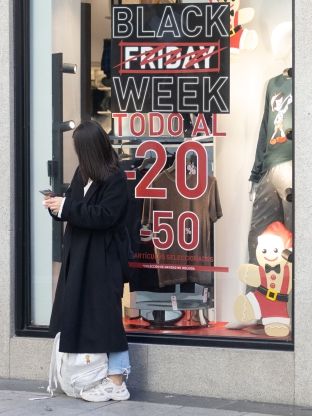 BLACK
FRIDAY
WEEK
TODO AL
-20%
50%
ARTÍCULOS SELECCIONADOS